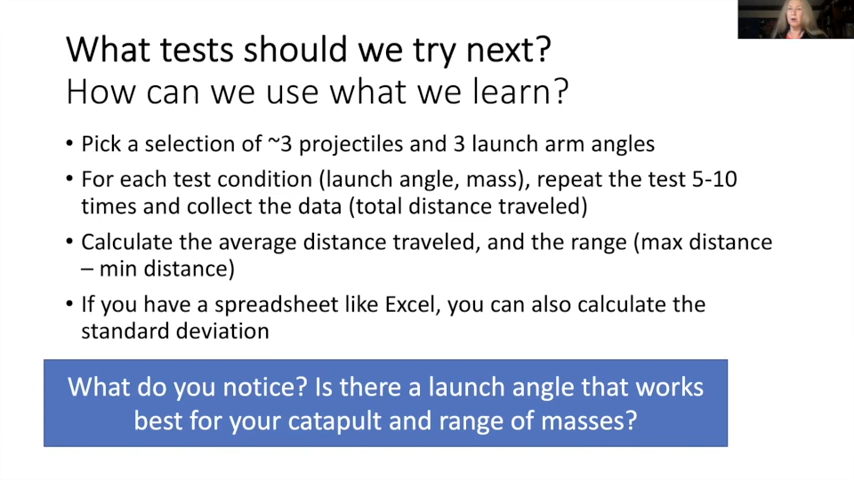 What tests should we try next?
How can we use what we learn?
• Pick a selection of ~3 projectiles and 3 launch arm angles
• For each test condition (launch angle, mass), repeat the test 5-10
times and collect the data (total distance traveled)
• Calculate the average distance traveled, and the range (max distance
– min distance)
• If you have a spreadsheet like Excel, you can also calculate the
standard deviation
What do you notice? Is there a launch angle that works
best for your catapult and range of masses?